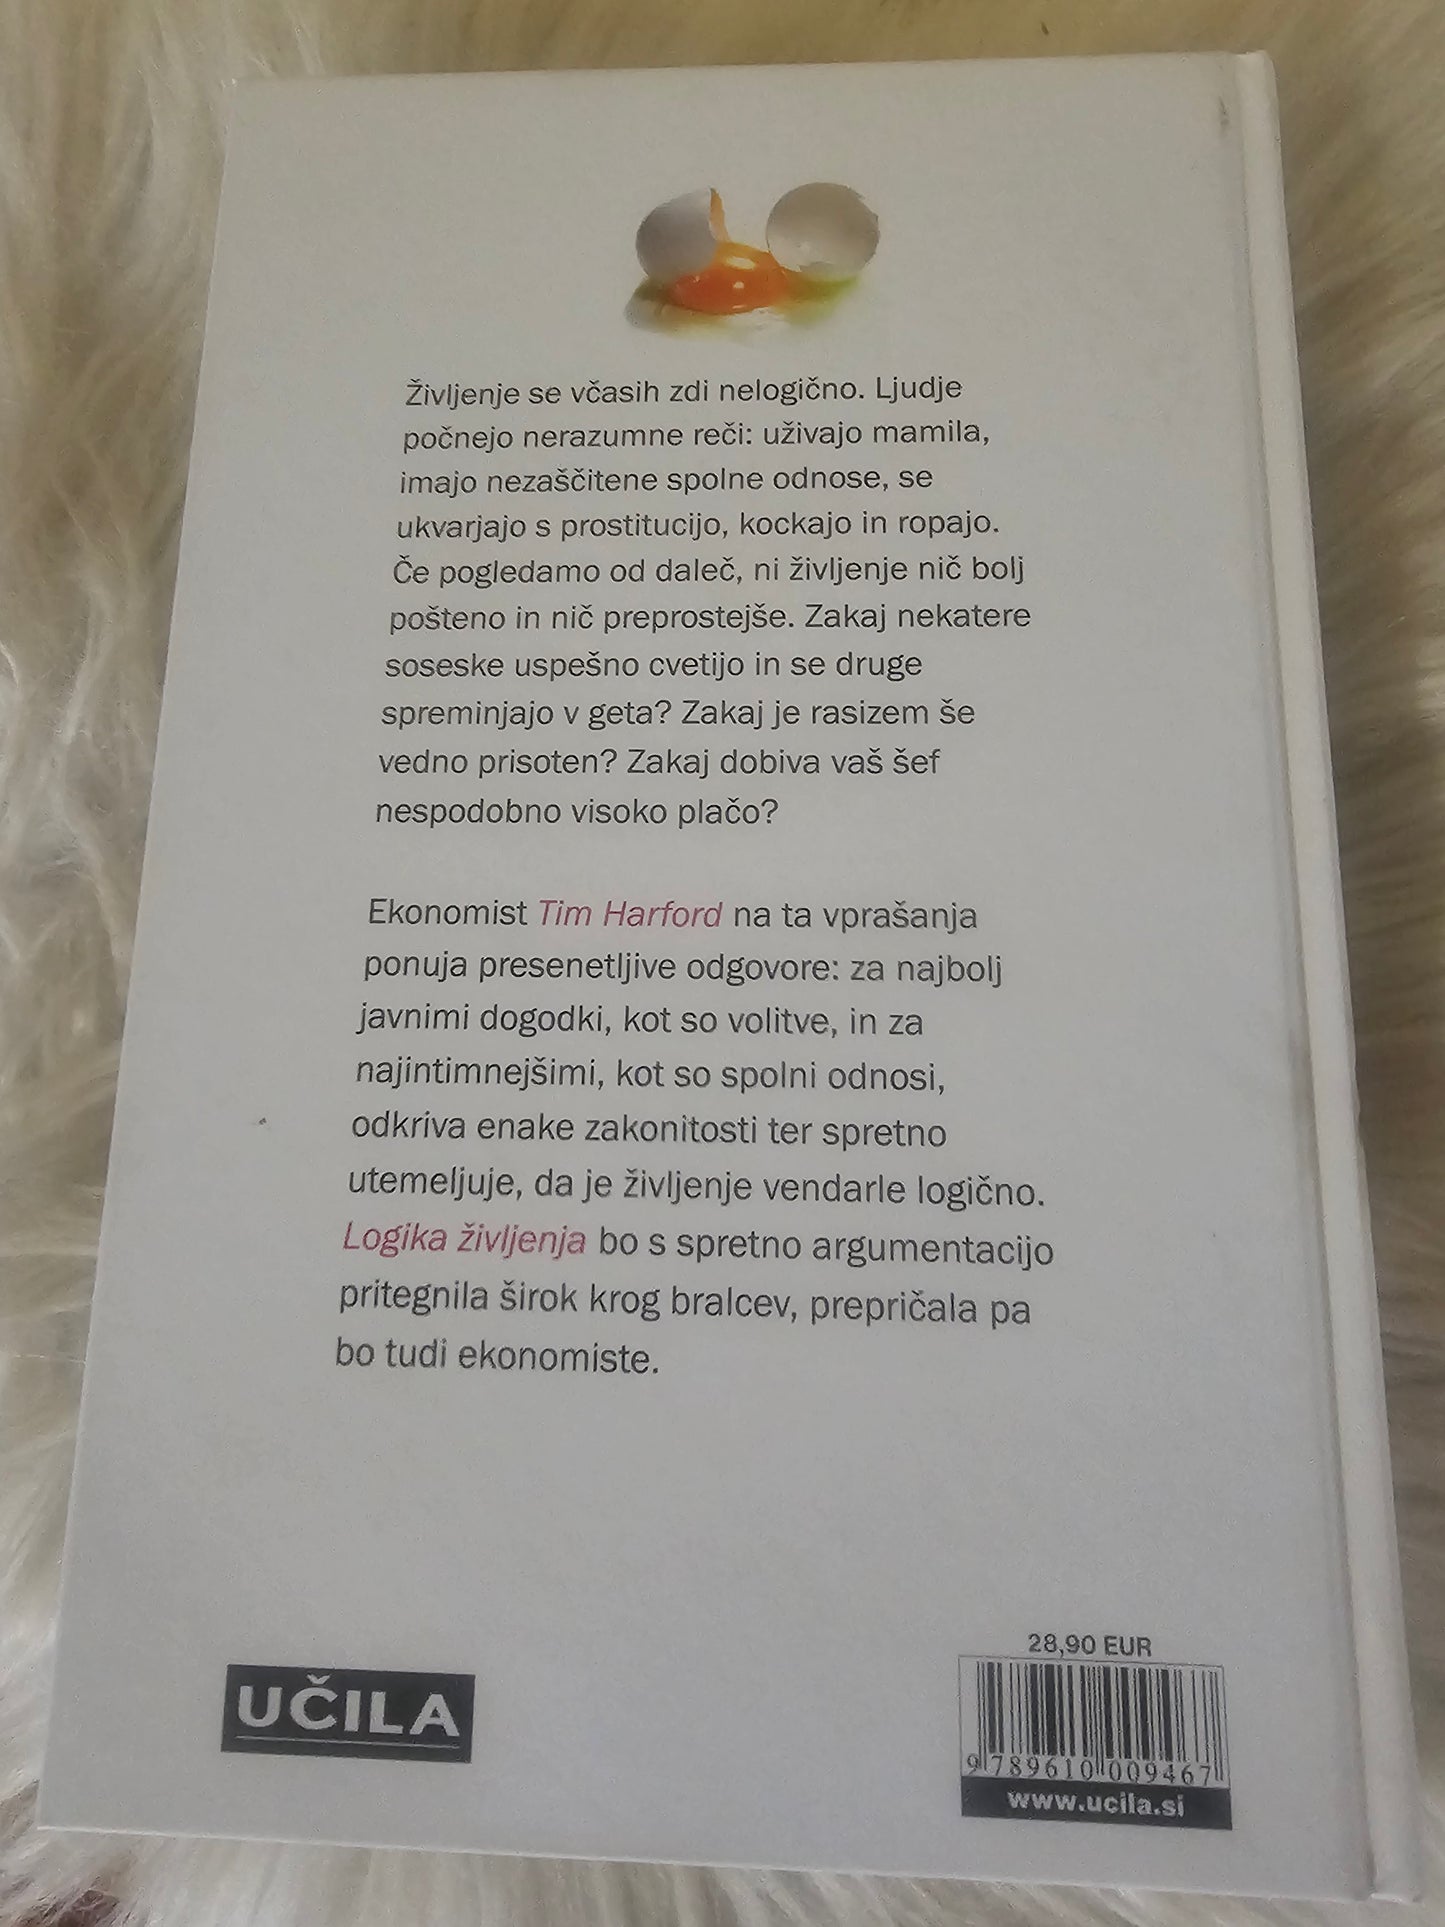 Življenje se včasih zdi nelogično. Ljudje
počnejo nerazumne reči: uživajo mamila,
imajo nezaščitene spolne odnose, se
ukvarjajo s prostitucijo, kockajo in ropajo.
Če pogledamo od daleč, ni življenje nič bolj
pošteno in nič preprostejše. Zakaj nekatere
soseske uspešno cvetijo in se druge
spreminjajo v geta? Zakaj je rasizem še
vedno prisoten? Zakaj dobiva vaš šef
nespodobno visoko plačo?
Ekonomist Tim Harford na ta vprašanja
ponuja presenetljive odgovore: za najbolj
javnimi dogodki, kot so volitve, in za
najintimnejšimi, kot so spolni odnosi,
odkriva enake zakonitosti ter spretno
utemeljuje, da je življenje vendarle logično.
Logika življenja bo s spretno argumentacijo
pritegnila širok krog bralcev, prepričala pa
bo tudi ekonomiste.
UČILA
28,90 EUR
9 789610 009467
www.ucila.si